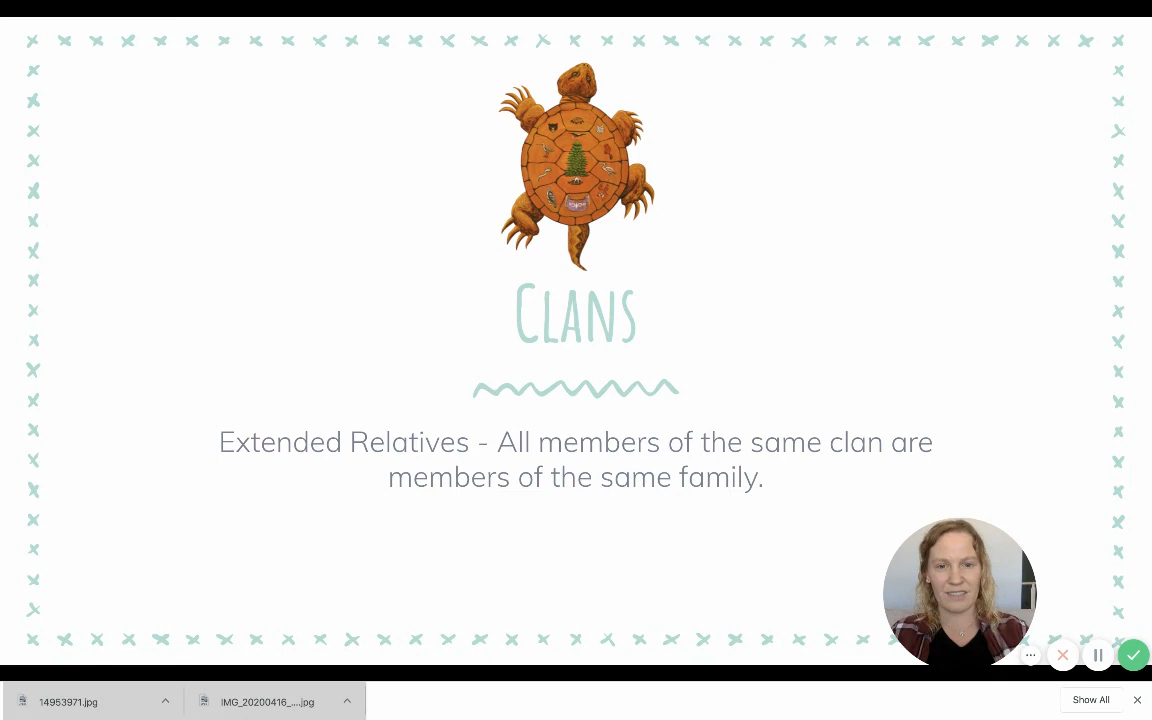 Clans
Extended Relatives - All members of the same clan are
members of the same family.
14953971.jpg
IMG_20200416_....jpg
Show All